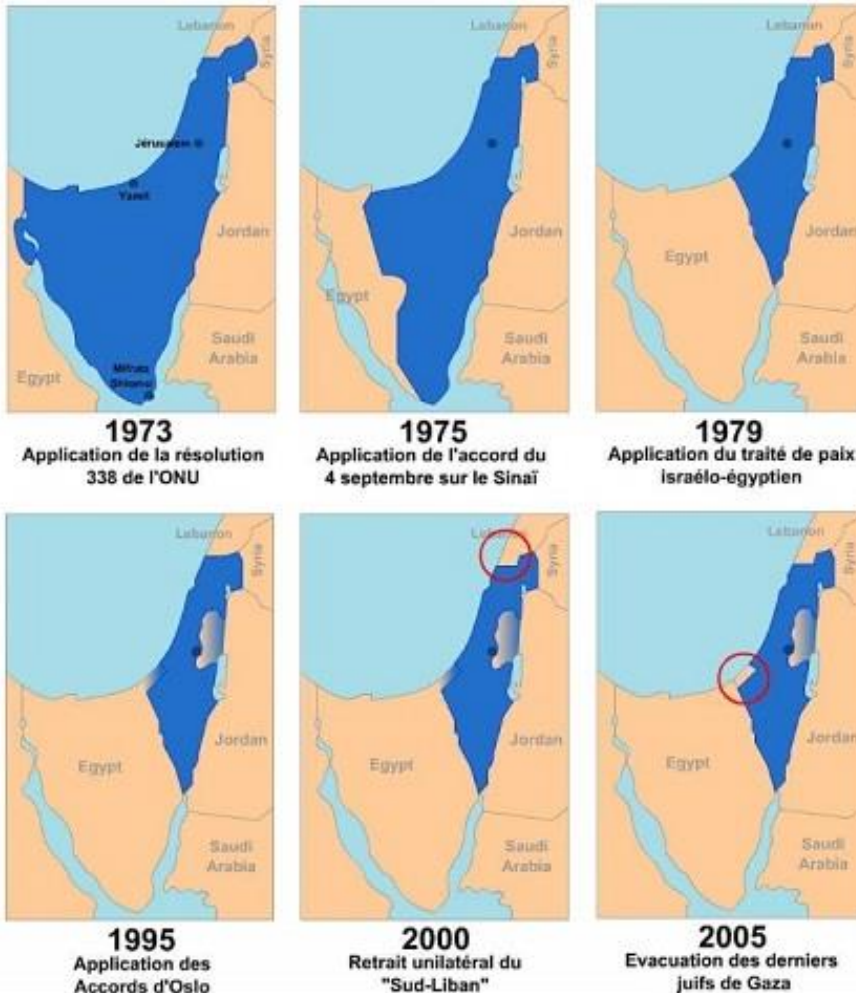 Lebanon
Syria
Jérusalem
Yamit
Jordan
Egypt
Saudi
Arabia
1973
Application de la résolution
338 de l'ONU
Lebanon
Syria
Jordan
Egypt
Saudi
Arabia
1975
Application de l'accord du
4 septembre sur le Sinaï
Lebanon
Syria
Jordan
Egypt
Saudi
Arabia
1979
Application du traité de paix
israélo-égyptien
Lebanon
Syria
Egypt
Jordan
Saudi
Arabia
1995
Application des
Accords d'Oslo
Lebanon
Syria
Egypt
Jordan
Saudi
Arabia
2000
Retrait unilatéral du
"Sud-Liban"
Lebanon
Syria
Egypt
Jordan
Saudi
Arabia
2005
Evacuation des derniers
juifs de Gaza